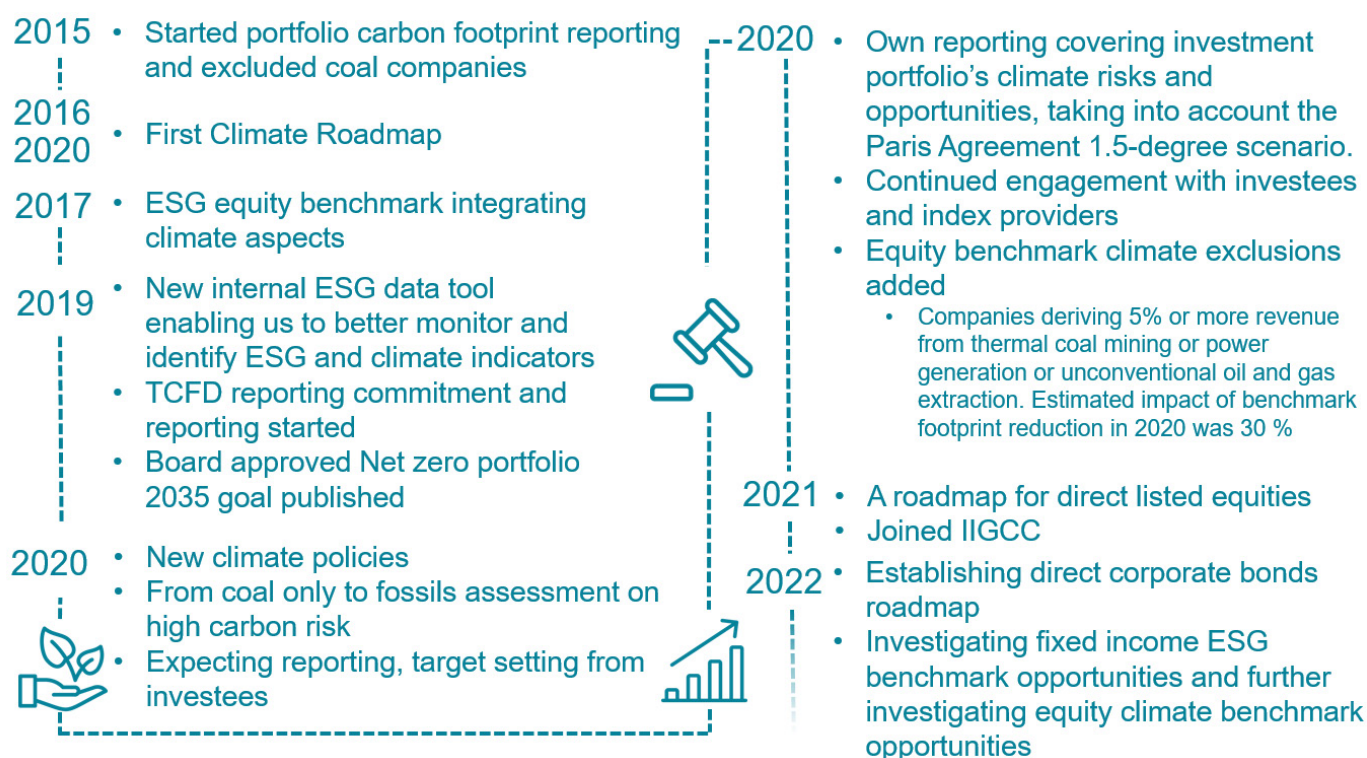 2015
• Started portfolio carbon footprint reporting
and excluded coal companies
2016
2020
• First Climate Roadmap
2017
• ESG equity benchmark integrating
climate aspects
2019
• New internal ESG data tool
enabling us to better monitor and
identify ESG and climate indicators
• TCFD reporting commitment and
reporting started
• Board approved Net zero portfolio
2035 goal published
2020
• New climate policies
• From coal only to fossils assessment on
high carbon risk
• Expecting reporting, target setting from
investees
2020
• Own reporting covering investment
portfolio's climate risks and
opportunities, taking into account the
Paris Agreement 1.5-degree scenario.
• Continued engagement with investees
and index providers
• Equity benchmark climate exclusions
added
• Companies deriving 5% or more revenue
from thermal coal mining or power
generation or unconventional oil and gas
extraction. Estimated impact of benchmark
footprint reduction in 2020 was 30 %
2021
• A roadmap for direct listed equities
• Joined IIGCC
2022
• Establishing direct corporate bonds
roadmap
• Investigating fixed income ESG
benchmark opportunities and further
investigating equity climate benchmark
opportunities